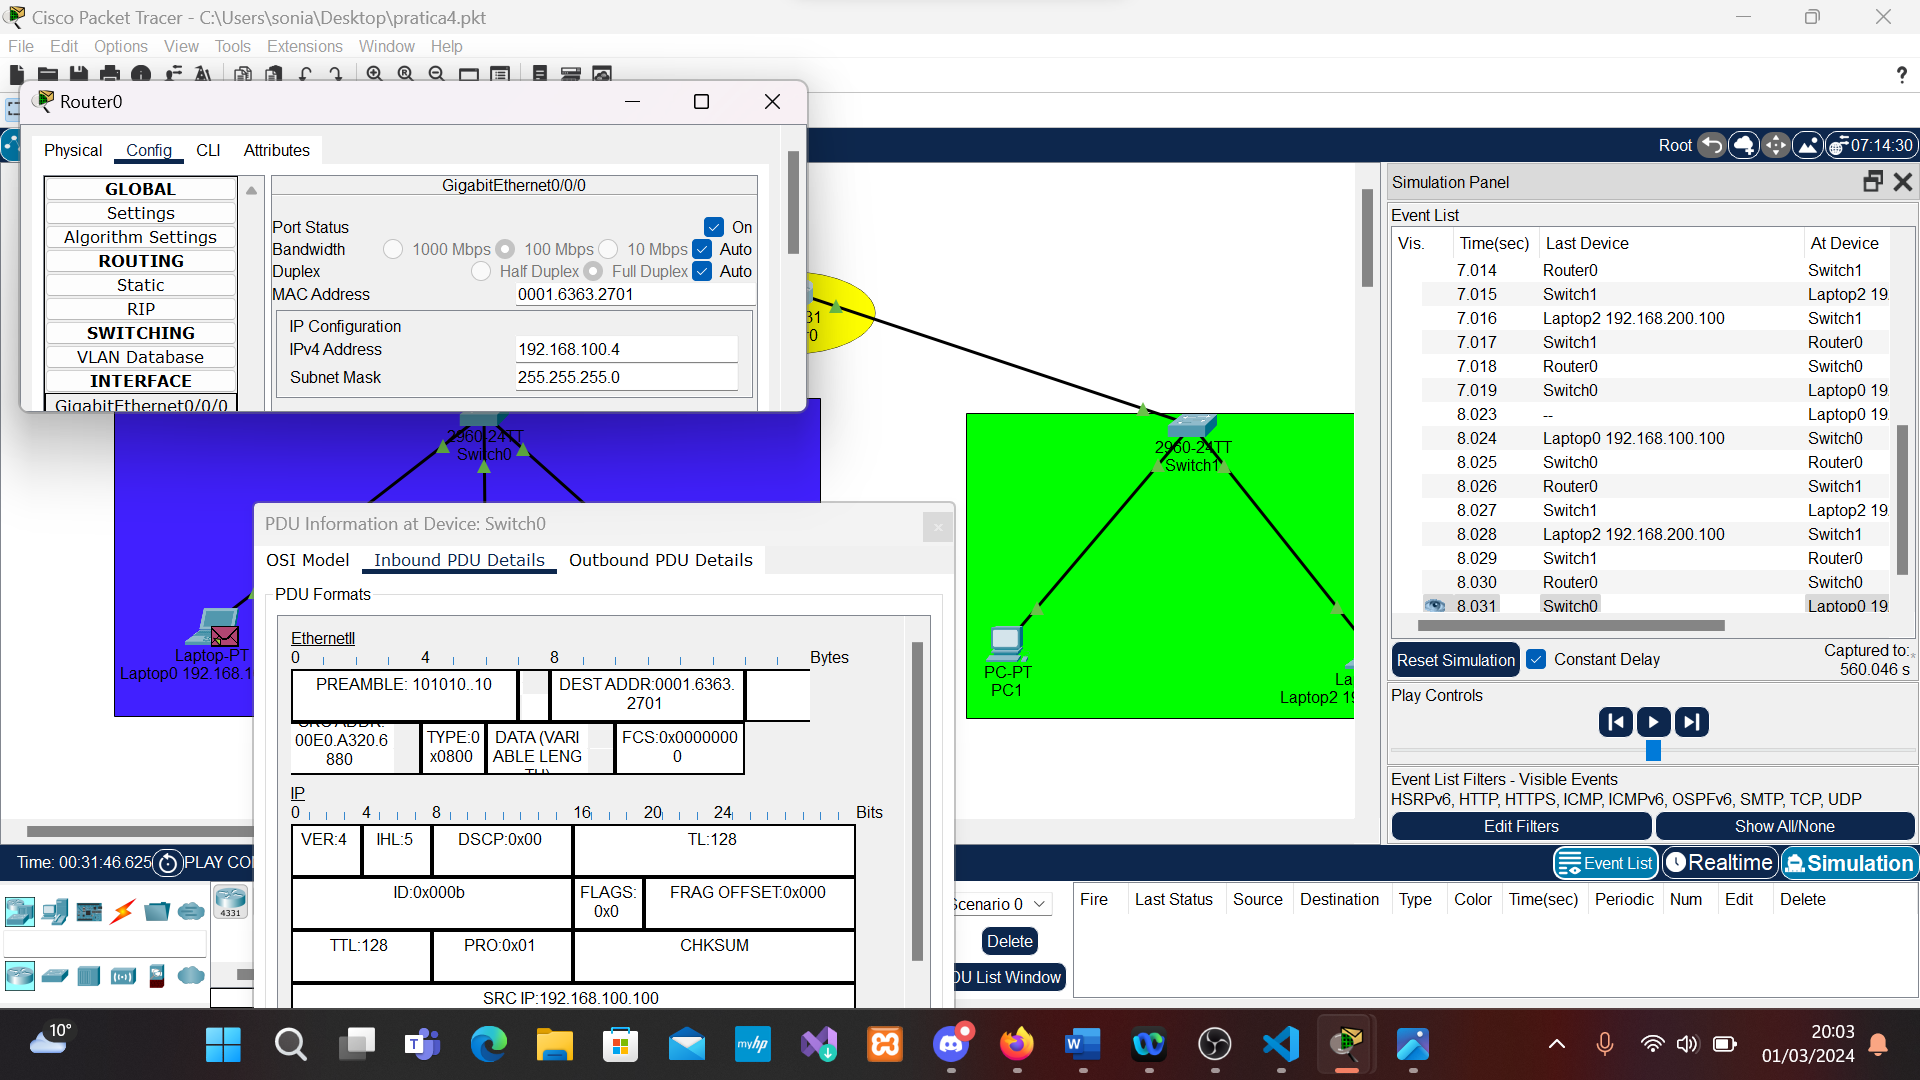 Cisco Packet Tracer - C:\Users\sonia\Desktop\pratica4.pkt
File Edit Options View Tools Extensions Window Help
?
Router0
Physical Config CLI Attributes
GLOBAL
Settings
Algorithm Settings
ROUTING
Static
RIP
SWITCHING
VLAN Database
INTERFACE
GigabitEthernet0/0/0
GigabitEthernet0/0/0
Port Status On
Bandwidth 1000 Mbps 100 Mbps 10 Mbps Auto
Duplex Half Duplex Full Duplex Auto
MAC Address 0001.6363.2701
IP Configuration
IPv4 Address 192.168.100.4
Subnet Mask 255.255.255.0
Root 07:14:30
31
0
2960-24TT
Switch0
2960-24TT
Switch1
Laptop-PT
Laptop0 192.168.1
PC-PT
PC1
La
Laptop2 19
PDU Information at Device: Switch0
OSI Model Inbound PDU Details Outbound PDU Details
PDU Formats
EthernetII
0 4 8 Bytes
PREAMBLE: 101010..10
DEST ADDR:0001.6363.
2701
SRC ADDR:
00E0.A320.6
880
TYPE:0
x0800
DATA (VARI
ABLE LENG
TH)
FCS:0x0000000
0
IP
0 4 8 16 20 24 Bits
VER:4 IHL:5 DSCP:0x00 TL:128
ID:0x000b FLAGS: FRAG OFFSET:0x000
0x0
TTL:128 PRO:0x01 CHKSUM
SRC IP:192.168.100.100
Simulation Panel
Event List
Vis. Time(sec) Last Device At Device
7.014 Router0 Switch1
7.015 Switch1 Laptop2 19
7.016 Laptop2 192.168.200.100 Switch1
7.017 Switch1 Router0
7.018 Router0 Switch0
7.019 Switch0 Laptop0 19
8.023 -- Laptop0 19
8.024 Laptop0 192.168.100.100 Switch0
8.025 Switch0 Router0
8.026 Router0 Switch1
8.027 Switch1 Laptop2 19
8.028 Laptop2 192.168.200.100 Switch1
8.029 Switch1 Router0
8.030 Router0 Switch0
8.031 Switch0 Laptop0 19
Reset Simulation Constant Delay Captured to:
560.046 s
Play Controls
Event List Filters - Visible Events
HSRPv6, HTTP, HTTPS, ICMP, ICMPv6, OSPFv6, SMTP, TCP, UDP
Edit Filters Show All/None
Time: 00:31:46.625 PLAY CO
Event List Realtime Simulation
4331
Scenario 0
Delete
DU List Window
Fire Last Status Source Destination Type Color Time(sec) Periodic Num Edit Delete
10°
myhp
20:03
01/03/2024